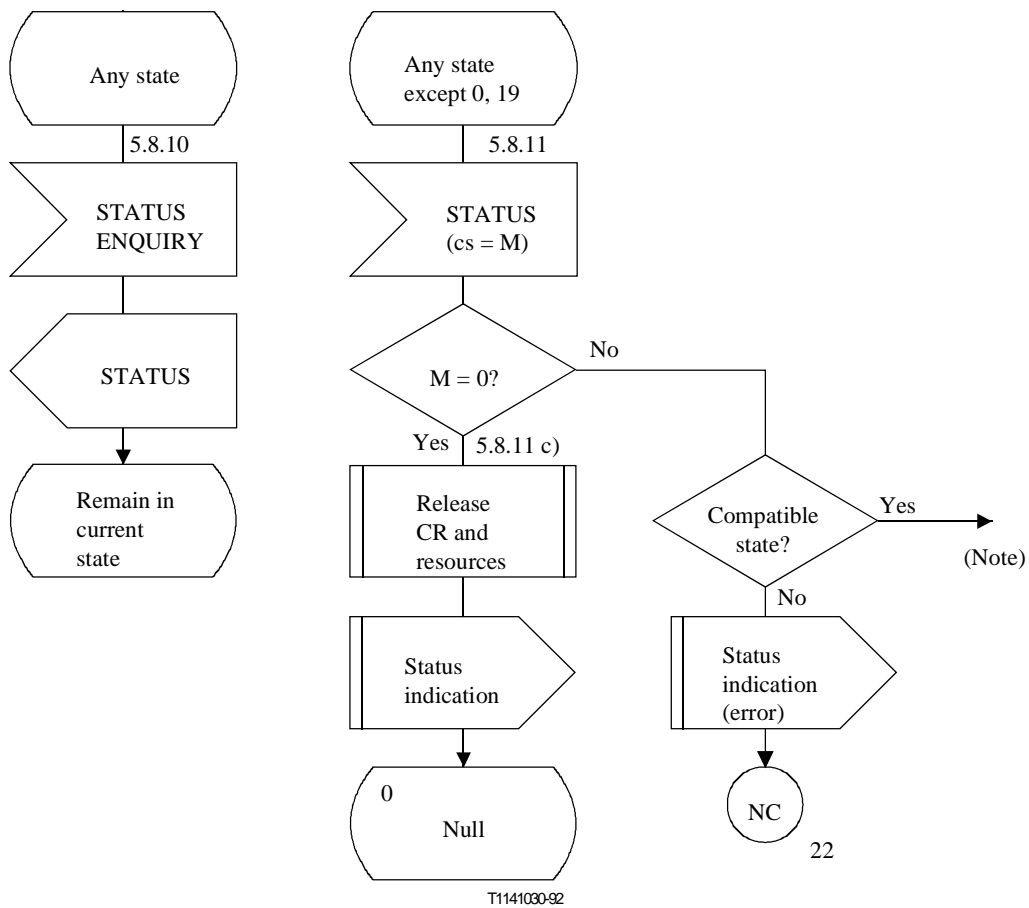 Any state
5.8.10
STATUS
ENQUIRY
STATUS
Remain in
current
state
Any state
except 0, 19
5.8.11
STATUS
(cs = M)
M = 0?
No
Yes
5.8.11 c)
Release
CR and
resources
Status
indication
0
Null
Compatible
state?
Yes
(Note)
No
Status
indication
(error)
NC
22
T1141030-92